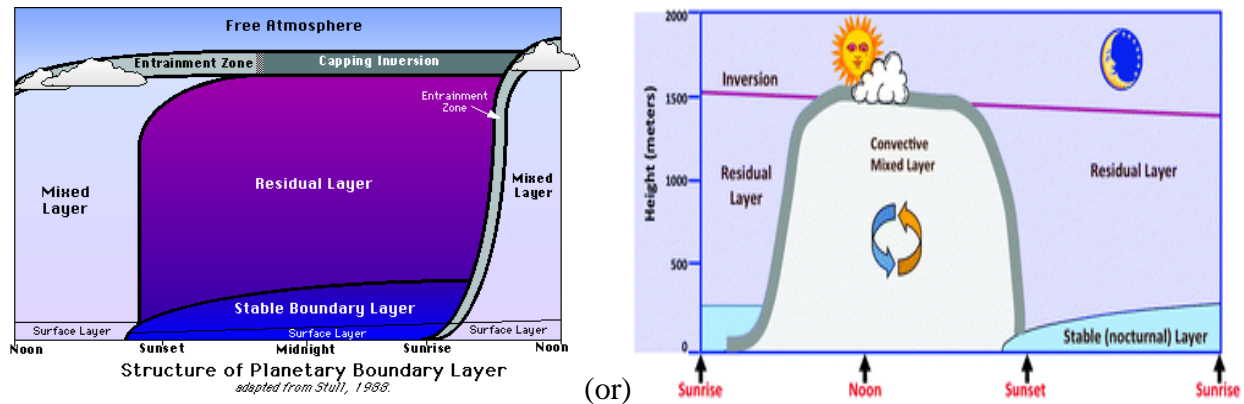 Free Atmosphere
Entrainment Zone
Capping Inversion
Entrainment
Zone
Residual Layer
Mixed
Layer
Mixed
Layer
Stable Boundary Layer
Surface Layer
Surface Layer
Surface Layer
Noon
Sunset
Midnight
Sunrise
Noon
Structure of Planetary Boundary Layer
adapted from Stull, 1988.
(or)
2000
1500
1000
500
0
Height (meters)
Inversion
Convective
Mixed Layer
Residual
Layer
Residual Layer
Stable (nocturnal) Layer
Sunrise
Noon
Sunset
Sunrise